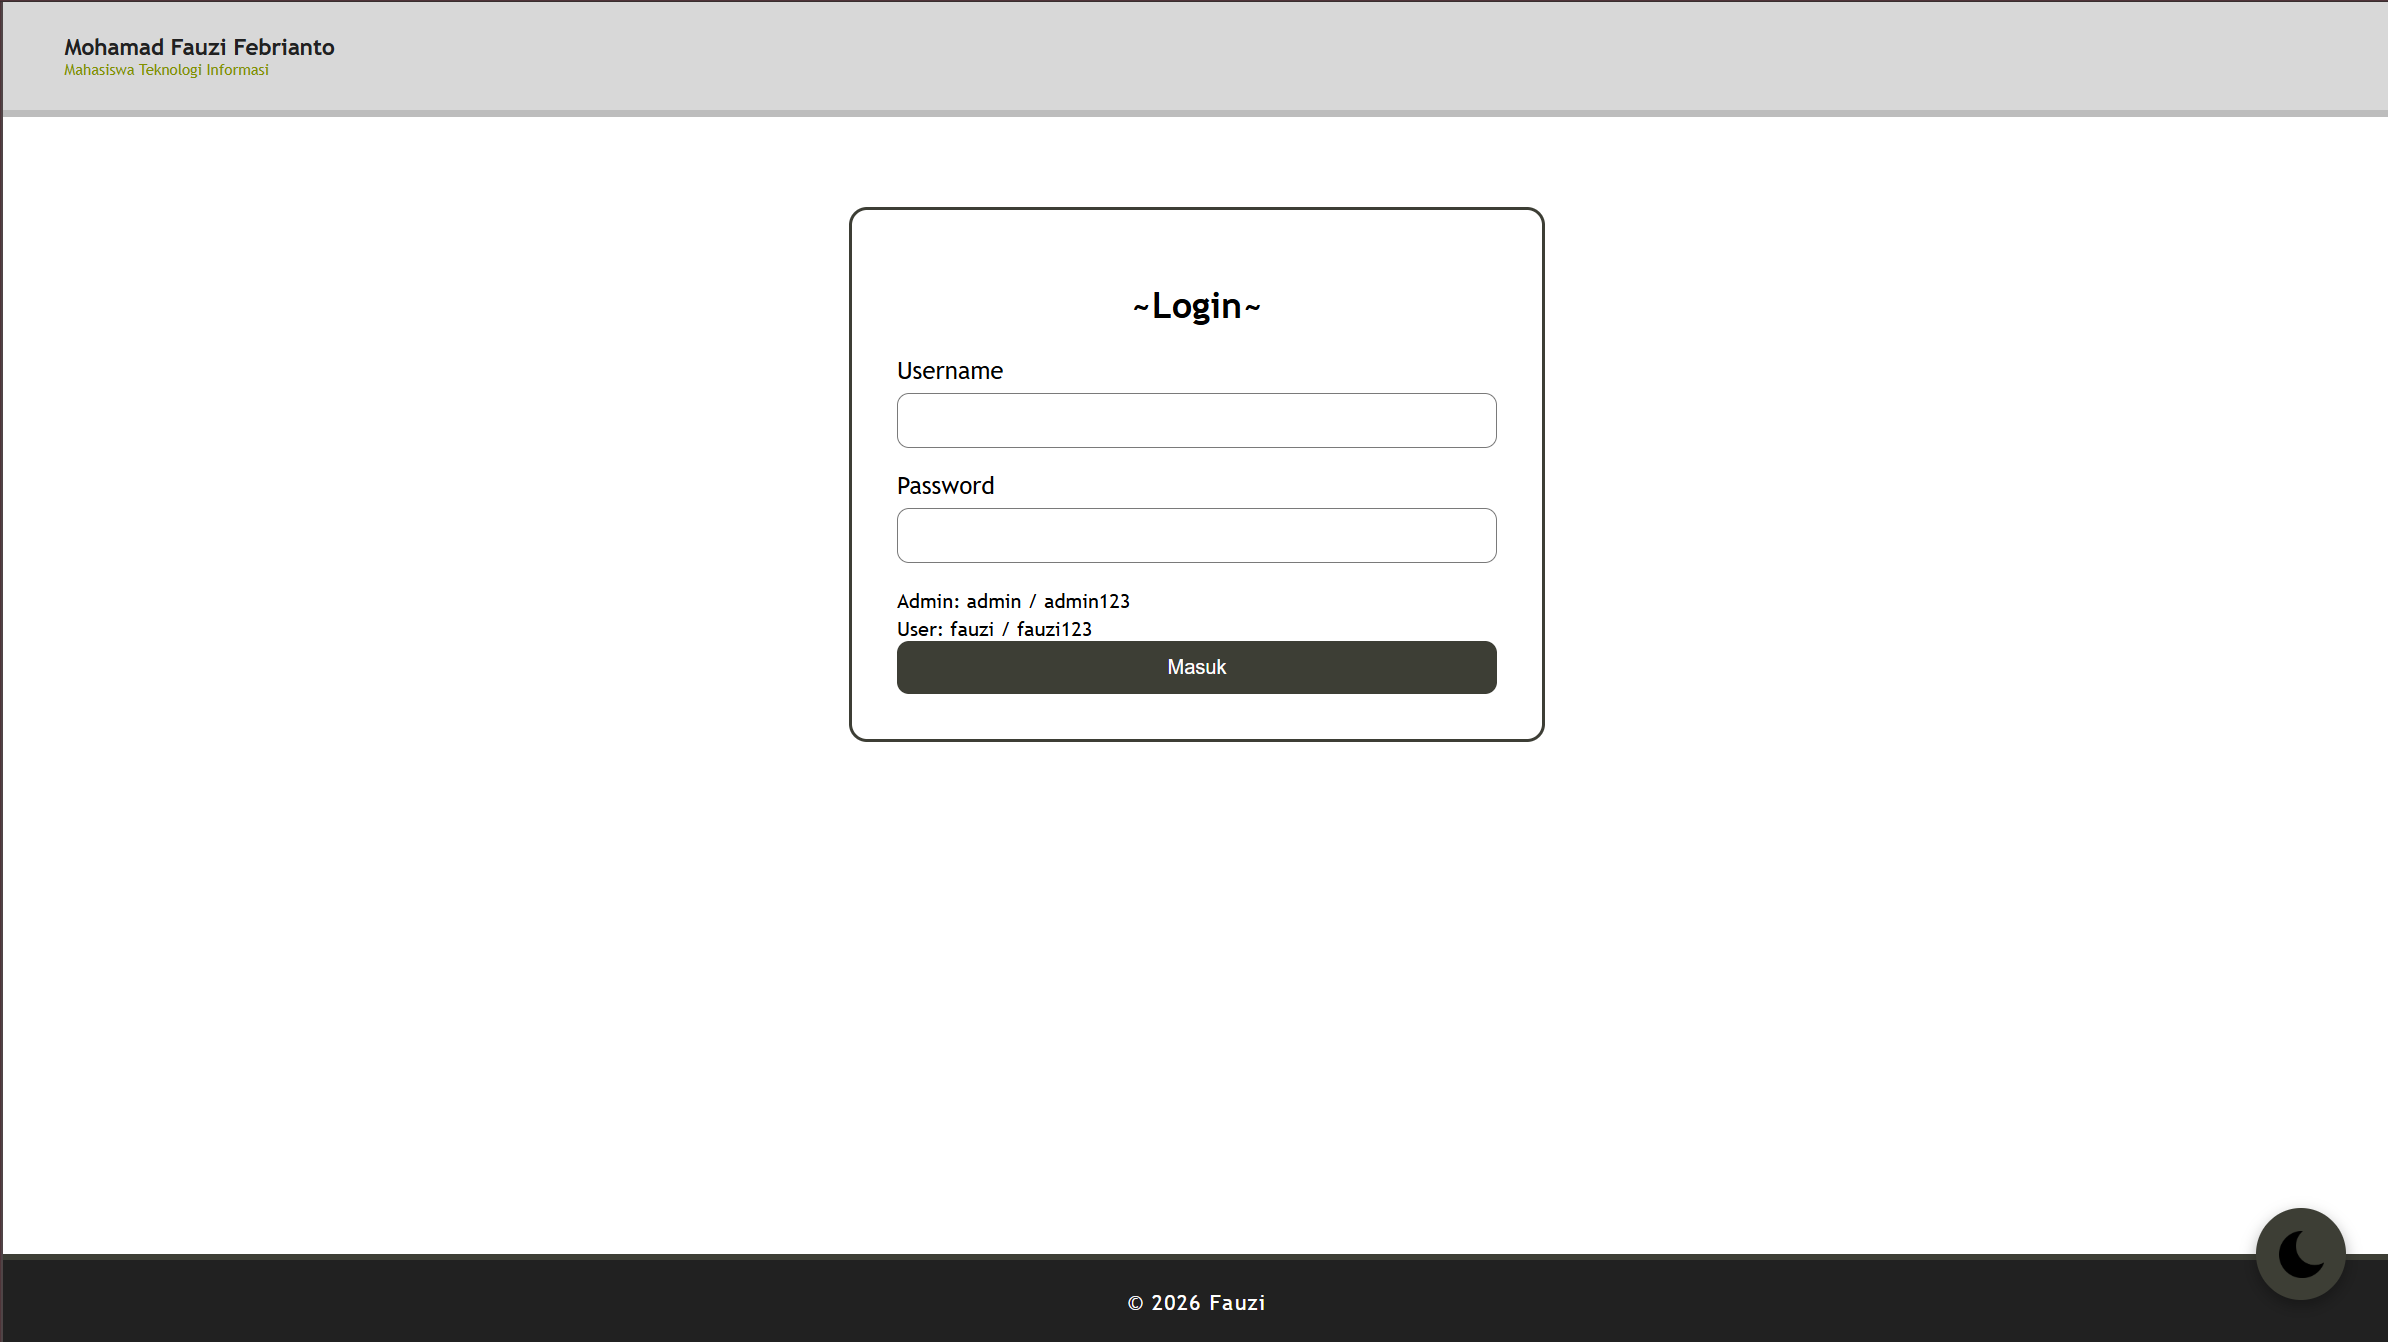 Mohamad Fauzi Febrianto
Mahasiswa Teknologi Informasi
~Login~
Username
Password
Admin: admin / admin123
User: fauzi / fauzi123
Masuk
© 2026 Fauzi